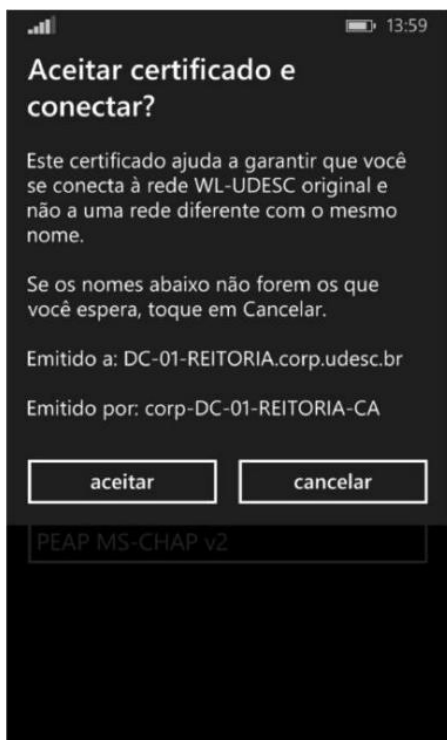 13:59
Aceitar certificado e
conectar?
Este certificado ajuda a garantir que você
se conecta à rede WL-UDESC original e
não a uma rede diferente com o mesmo
nome.
Se os nomes abaixo não forem os que
você espera, toque em Cancelar.
Emitido a: DC-01-REITORIA.corp.udesc.br
Emitido por: corp-DC-01-REITORIA-CA
aceitar cancelar
PEAP MS-CHAP v2